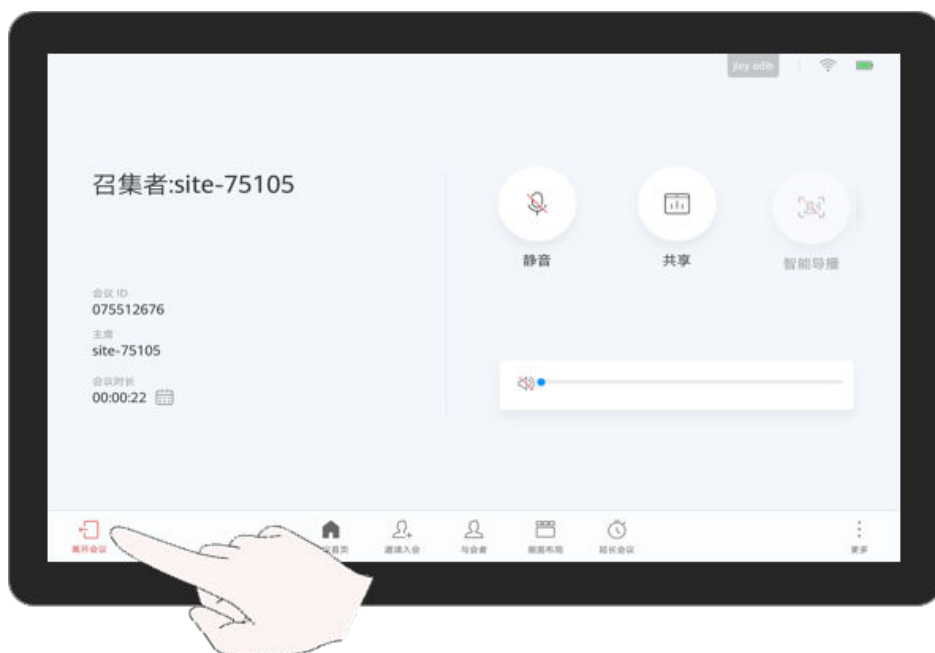 召集者:site-75105
会议 ID
075512676
主席
site-75105
会议时长
00:00:22
静音
共享
智能导播
离开会议
首页
邀请入会
与会者
画面布局
延长会议
更多